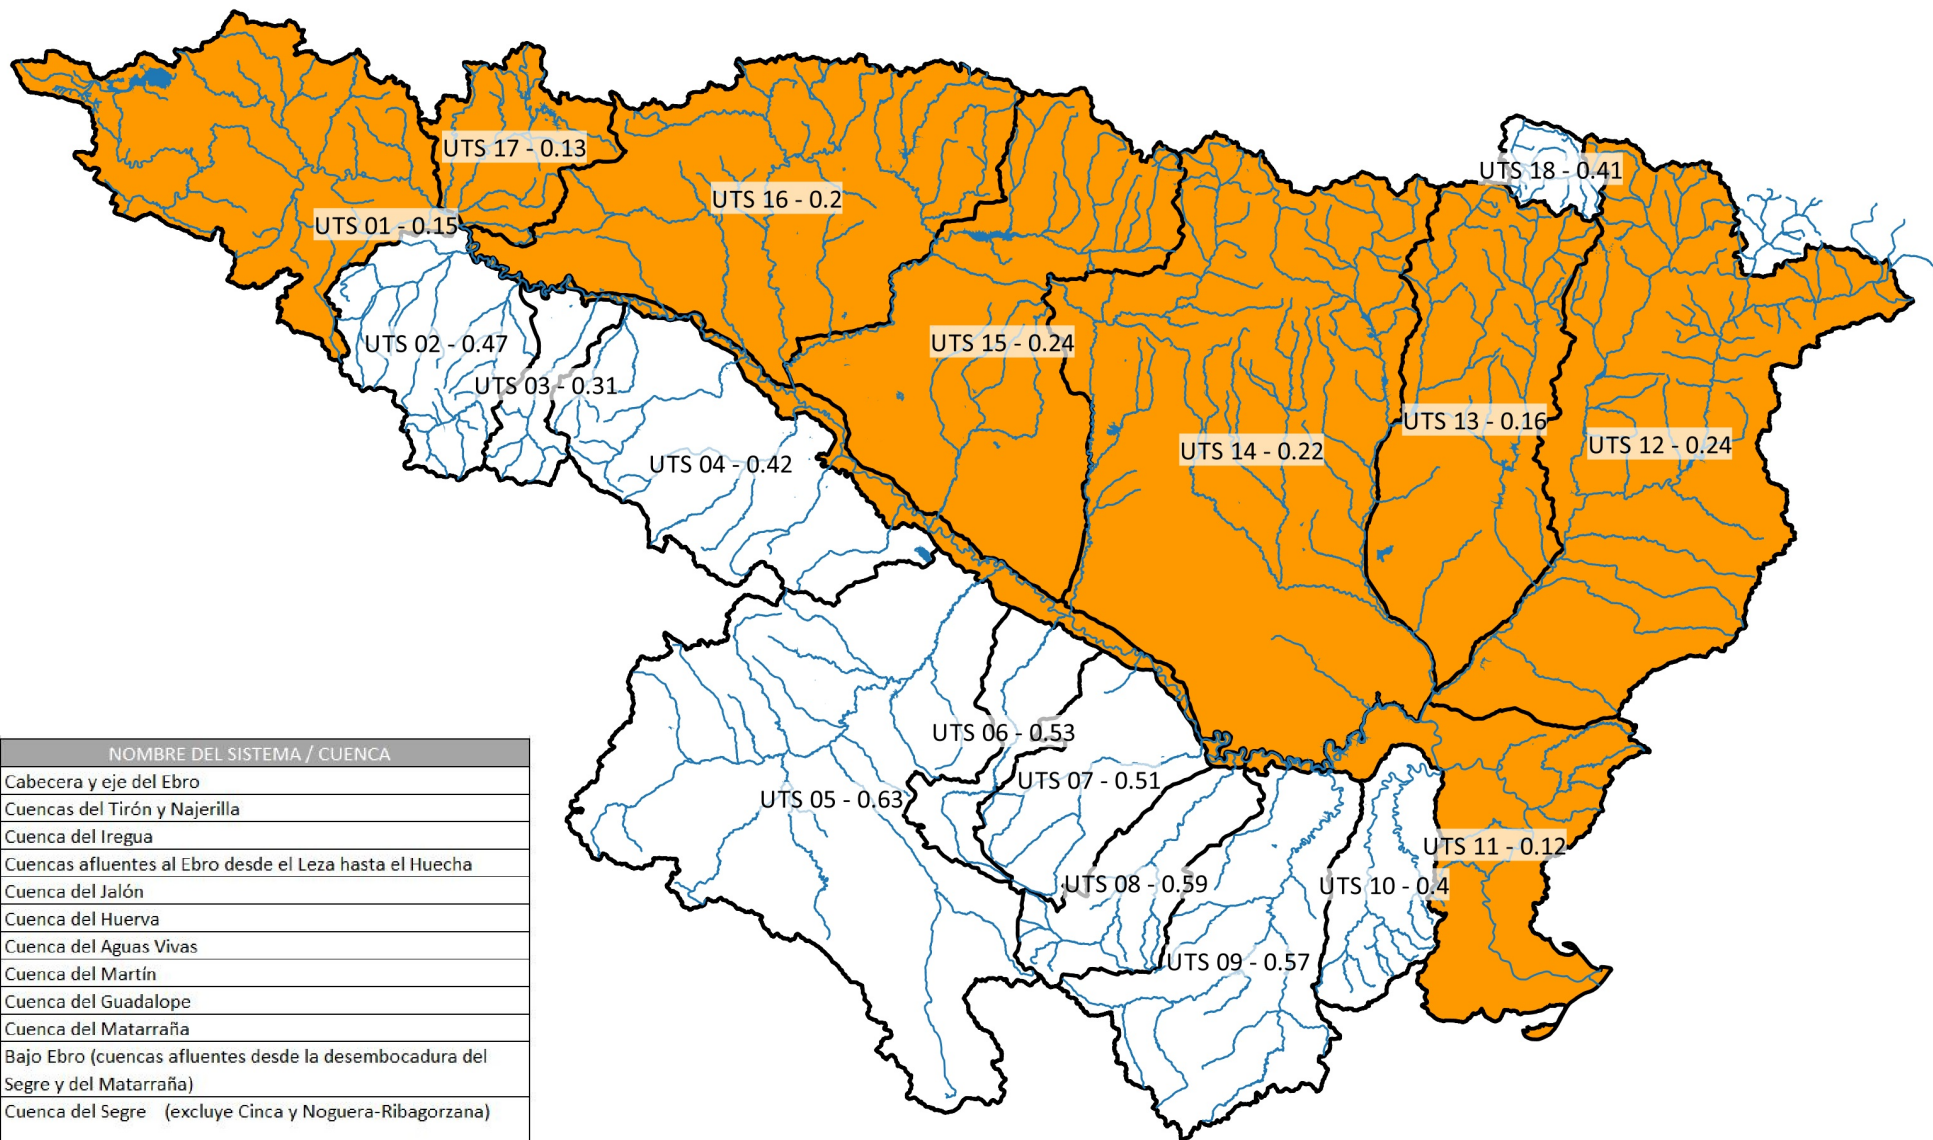 UTS 17 - 0.13
UTS 18 - 0.41
UTS 16 - 0.2
UTS 01 - 0.15
UTS 02 - 0.47
UTS 15 - 0.24
UTS 03 - 0.31
UTS 13 - 0.16
UTS 14 - 0.22
UTS 12 - 0.24
UTS 04 - 0.42
UTS 06 - 0.53
UTS 07 - 0.51
UTS 05 - 0.63
UTS 11 - 0.12
UTS 08 - 0.59
UTS 10 - 0.4
UTS 09 - 0.57
NOMBRE DEL SISTEMA / CUENCA
Cabecera y eje del Ebro
Cuencas del Tirón y Najerilla
Cuenca del Iregua
Cuencas afluentes al Ebro desde el Leza hasta el Huecha
Cuenca del Jalón
Cuenca del Huerva
Cuenca del Aguas Vivas
Cuenca del Martín
Cuenca del Guadalope
Cuenca del Matarraña
Bajo Ebro (cuencas afluentes desde la desembocadura del
Segre y del Matarraña)
Cuenca del Segre (excluye Cinca y Noguera-Ribagorzana)